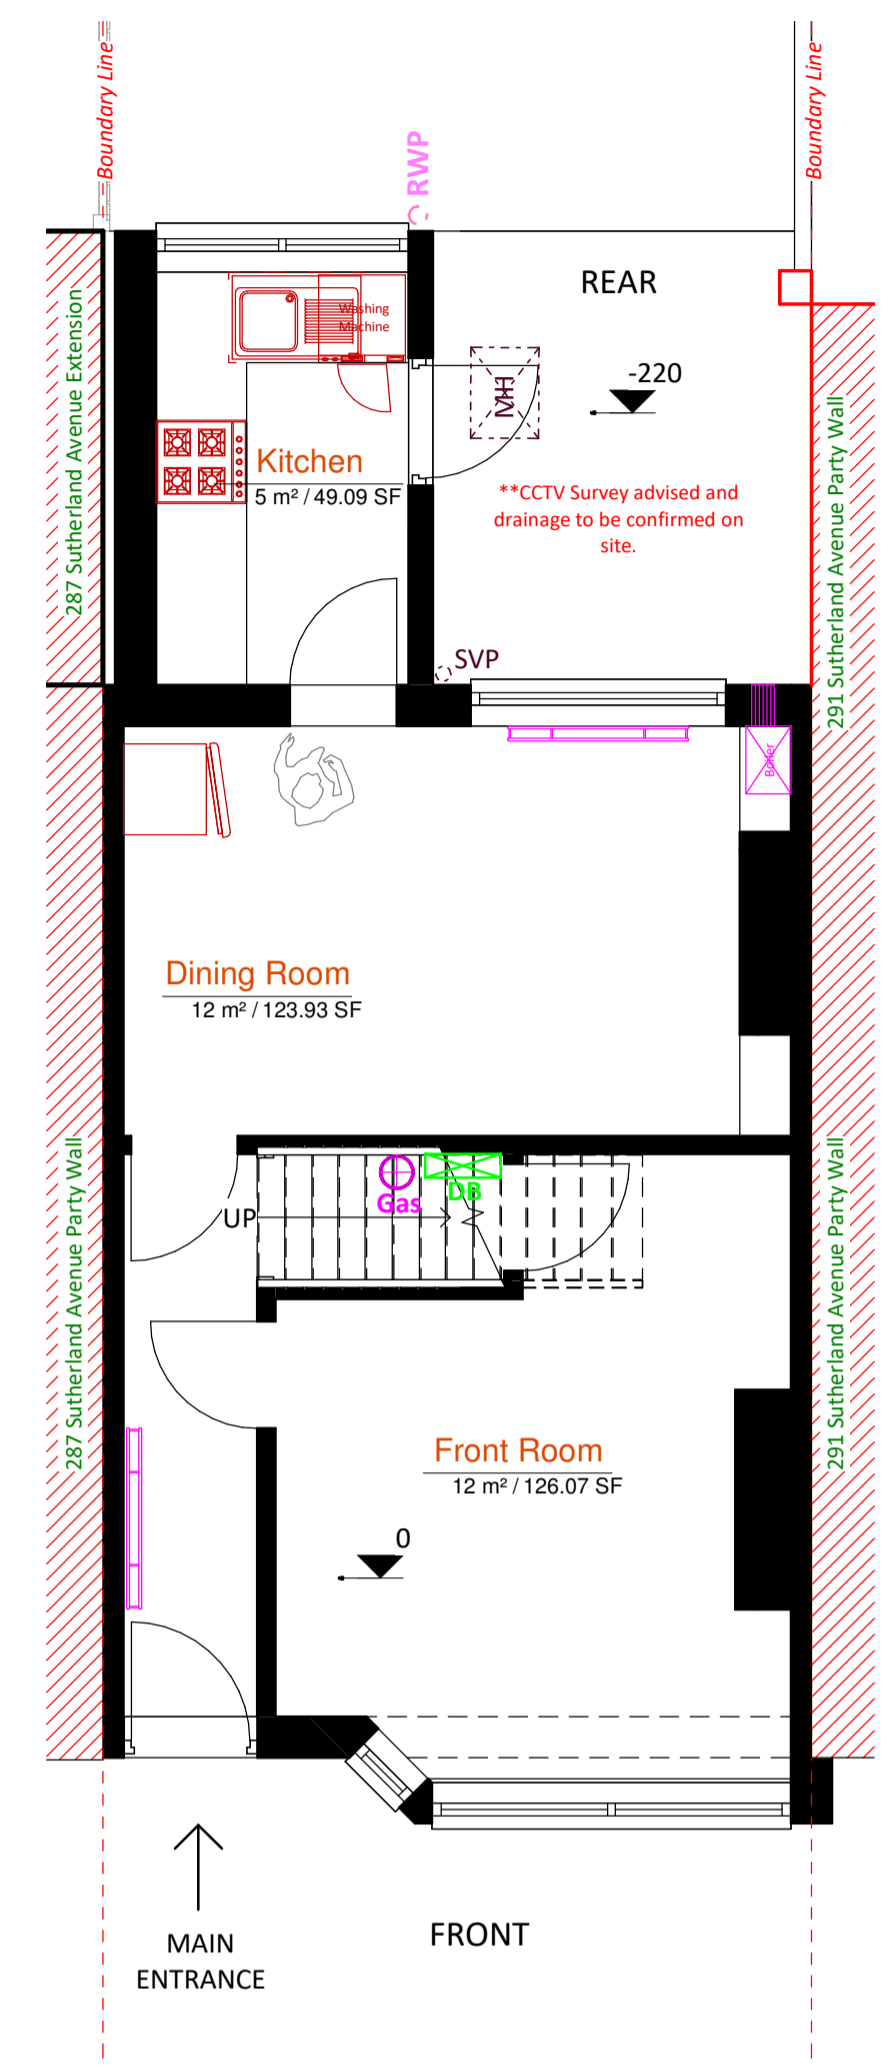 Boundary Line
Boundary Line
RWP
REAR
287 Sutherland Avenue Extension
Washing
Machine
MH
-220
Kitchen
5 m² / 49.09 SF
**CCTV Survey advised and
drainage to be confirmed on
site.
291 Sutherland Avenue Party Wall
SVP
Boiler
Dining Room
12 m² / 123.93 SF
287 Sutherland Avenue Party Wall
291 Sutherland Avenue Party Wall
Gas
DB
UP
Front Room
12 m² / 126.07 SF
0
MAIN
ENTRANCE
FRONT